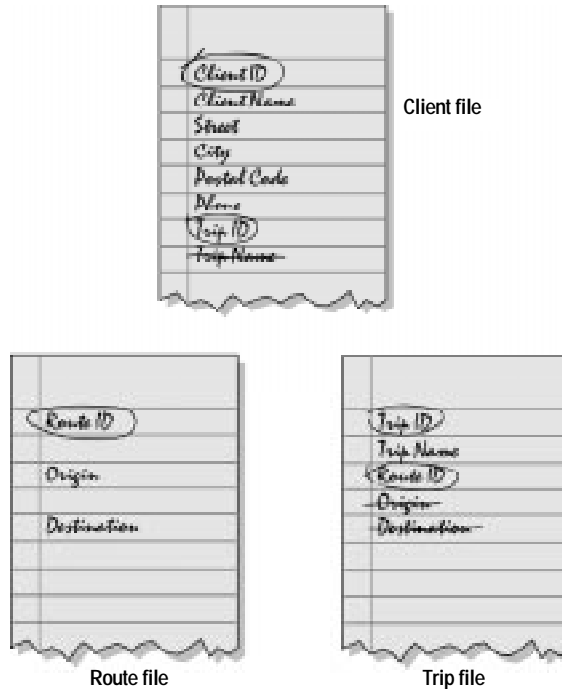 Client ID
Client Name
Street
City
Postal Code
Phone
Trip ID
Trip Name
Client file
Route ID
Origin
Destination
Route file
Trip ID
Trip Name
Route ID
Origin
Destination
Trip file